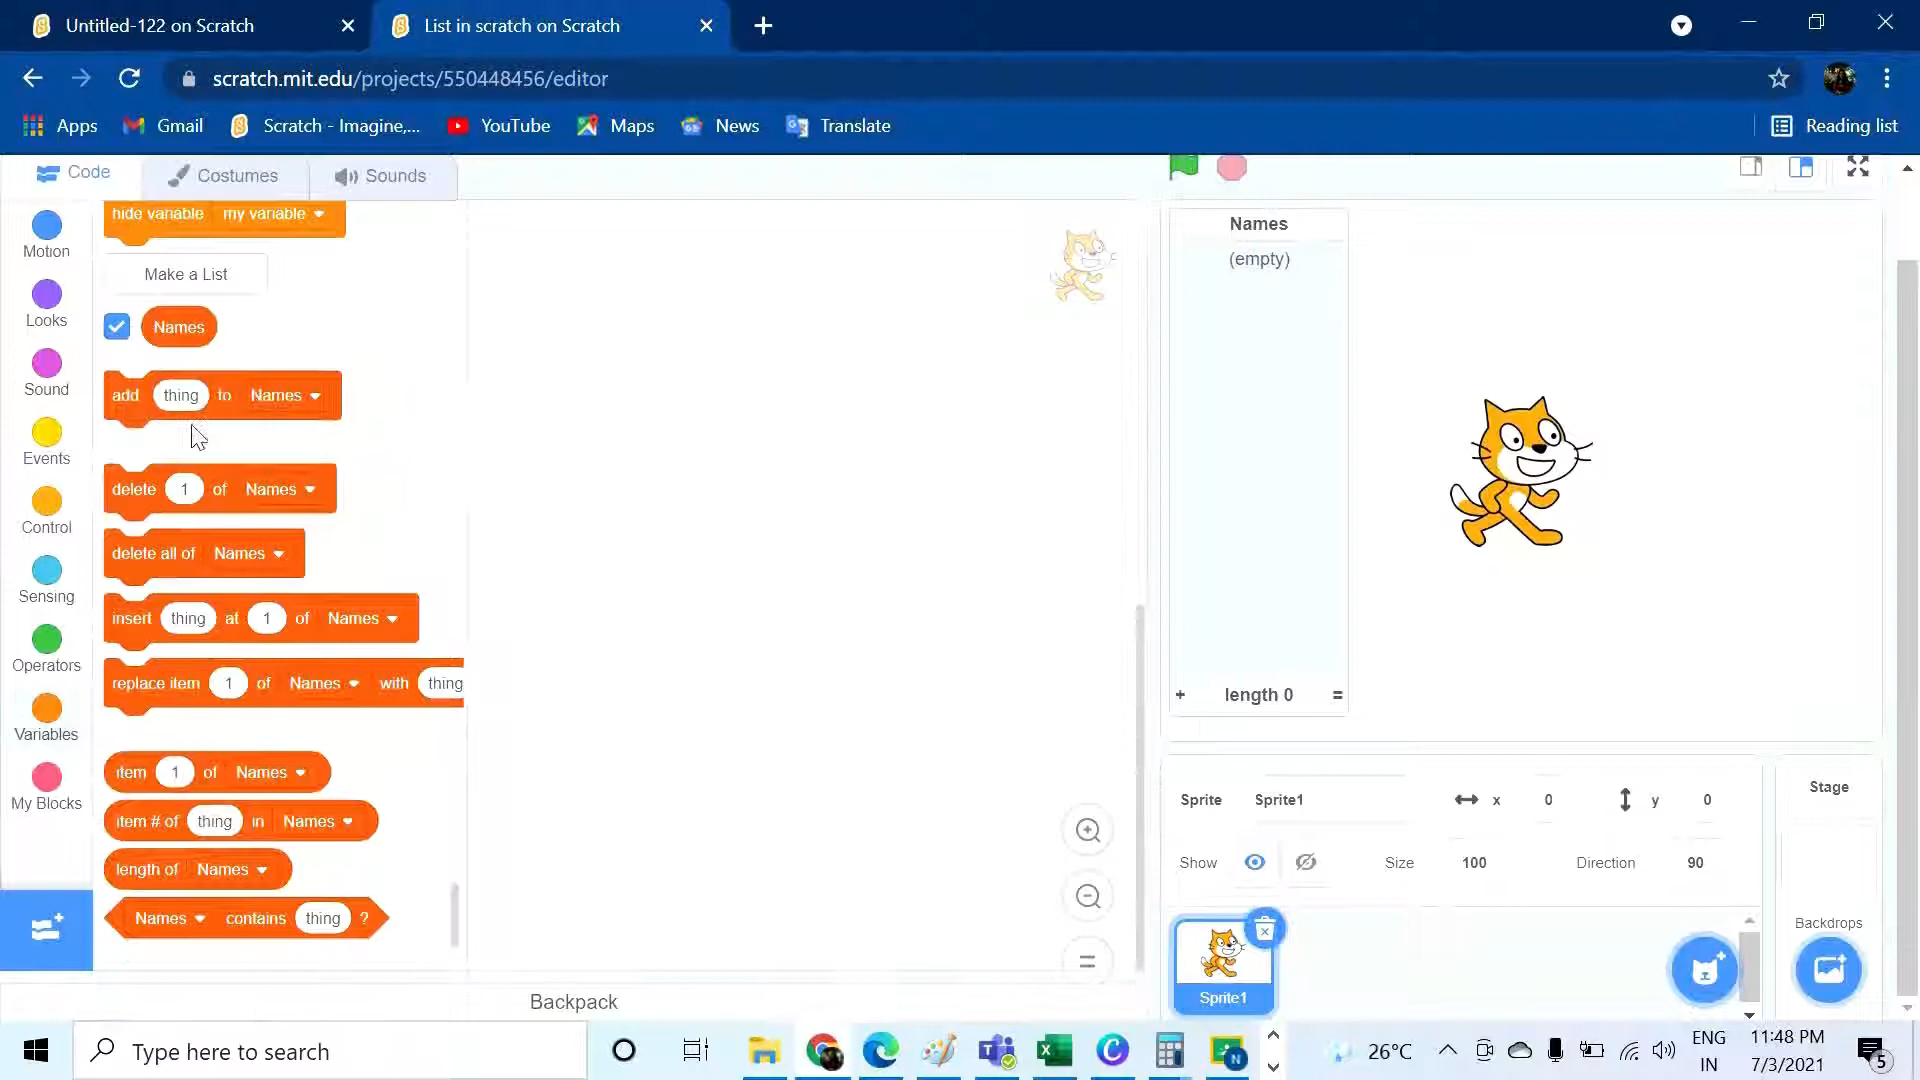 Untitled-122 on Scratch
List in scratch on Scratch
scratch.mit.edu/projects/550448456/editor
Apps Gmail Scratch - Imagine,... YouTube Maps News Translate Reading list
Code Costumes Sounds
Motion
Looks
Sound
Events
Control
Sensing
Operators
Variables
My Blocks
hide variable my variable
Make a List
Names
add thing to Names
delete 1 of Names
delete all of Names
insert thing at 1 of Names
replace item 1 of Names with thing
item 1 of Names
item # of thing in Names
length of Names
Names contains thing ?
Names
(empty)
+ length 0 =
Sprite Sprite1 x 0 y 0
Show Size 100 Direction 90
Sprite1
Stage
Backdrops
Backpack
Type here to search
26°C
ENG
IN
11:48 PM
7/3/2021
5